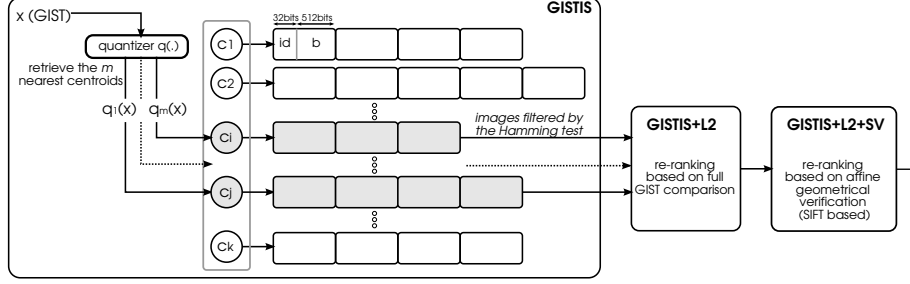 GISTIS
x (GIST)
quantizer q(.)
retrieve the m
nearest centroids
q1(x) qm(x)
32bits 512bits
C1 id b
C2
Ci
Cj
Ck
images filtered by
the Hamming test
GISTIS+L2
re-ranking
based on full
GIST comparison
GISTIS+L2+SV
re-ranking
based on affine
geometrical
verification
(SIFT based)